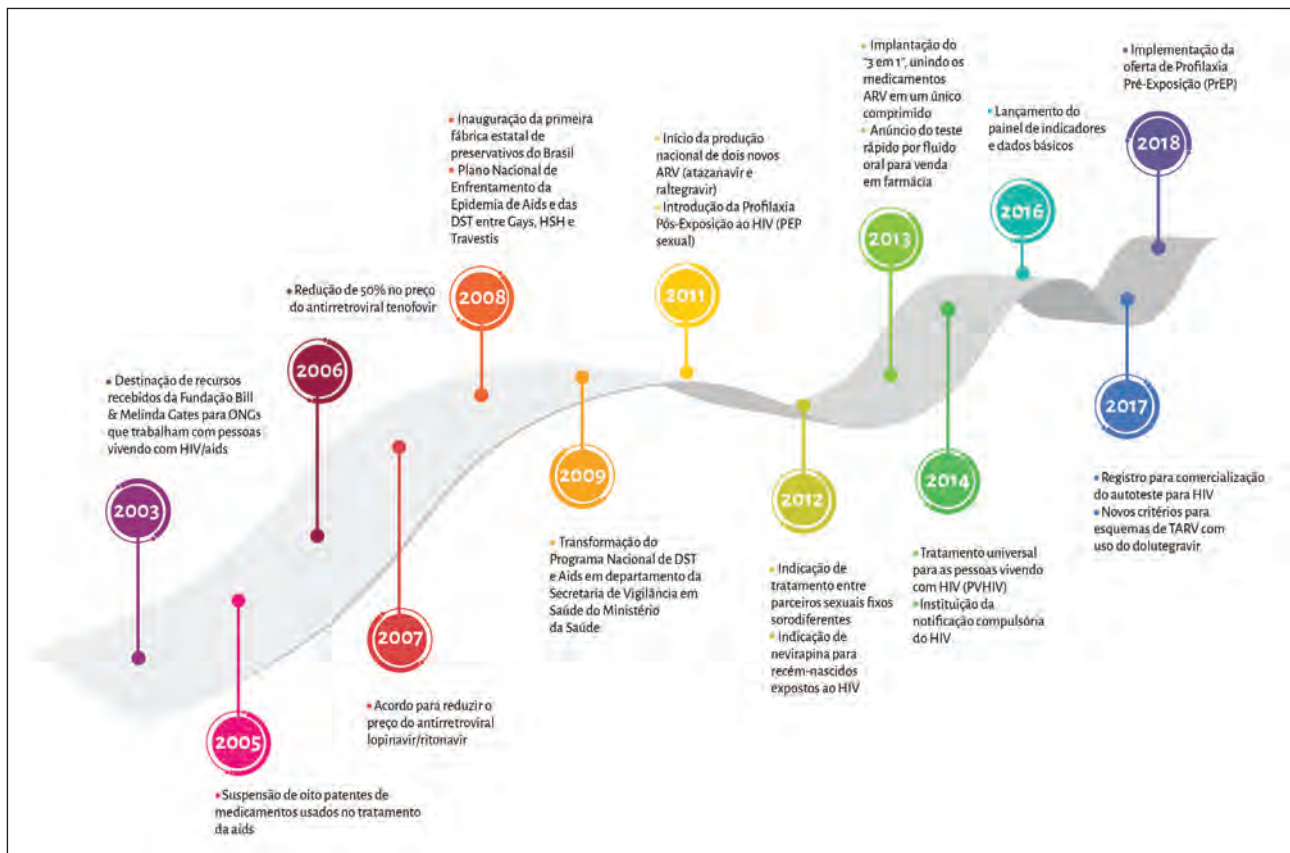 • Destinação de recursos
recebidos da Fundação Bill
& Melinda Gates para ONGs
que trabalham com pessoas
vivendo com HIV/aids
2003
2005
• Suspensão de oito patentes de
medicamentos usados no tratamento
da aids
• Redução de 50% no preço
do antirretroviral tenofovir
2006
2007
• Acordo para reduzir o
preço do antirretroviral
lopinavir/ritonavir
• Inauguração da primeira
fábrica estatal de
preservativos do Brasil
• Plano Nacional de
Enfrentamento da
Epidemia de Aids e das
DST entre Gays, HSH e
Travestis
2008
2009
• Transformação do
Programa Nacional de DST
e Aids em departamento da
Secretaria de Vigilância em
Saúde do Ministério
da Saúde
• Início da produção
nacional de dois novos
ARV (atazanavir e
raltegravir)
• Introdução da Profilaxia
Pós-Exposição ao HIV (PEP
sexual)
2011
2012
• Indicação de
tratamento entre
parceiros sexuais fixos
sorodiferentes
• Indicação de
nevirapina para
recém-nascidos
expostos ao HIV
• Implantação do
"3 em 1", unindo os
medicamentos
ARV em um único
comprimido
• Anúncio do teste
rápido por fluido
oral para venda
em farmácia
2013
2014
• Tratamento universal
para as pessoas vivendo
com HIV (PVHIV)
• Instituição da
notificação compulsória
do HIV
• Lançamento do
painel de indicadores
e dados básicos
2016
2017
• Registro para comercialização
do autoteste para HIV
• Novos critérios para
esquemas de TARV com
uso do dolutegravir
• Implementação da
oferta de Profilaxia
Pré-Exposição (PrEP)
2018